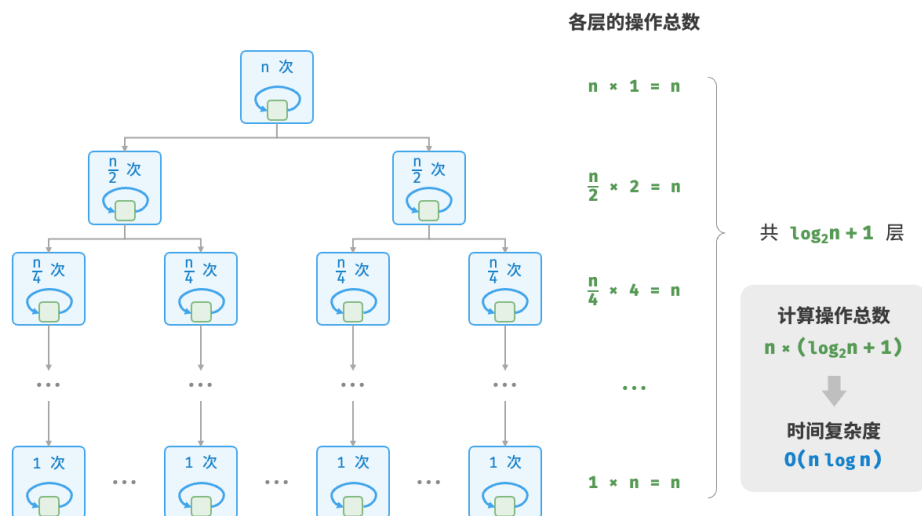 各层的操作总数
n 次
n × 1 = n
n/2 次 n/2 次
n/2 × 2 = n
共 log₂n + 1 层
n/4 次 n/4 次 n/4 次 n/4 次
n/4 × 4 = n
计算操作总数
n × (log₂n + 1)
••• ••• ••• •••
•••
时间复杂度
O(n log n)
1 次 ••• 1 次 ••• 1 次 ••• 1 次
1 × n = n